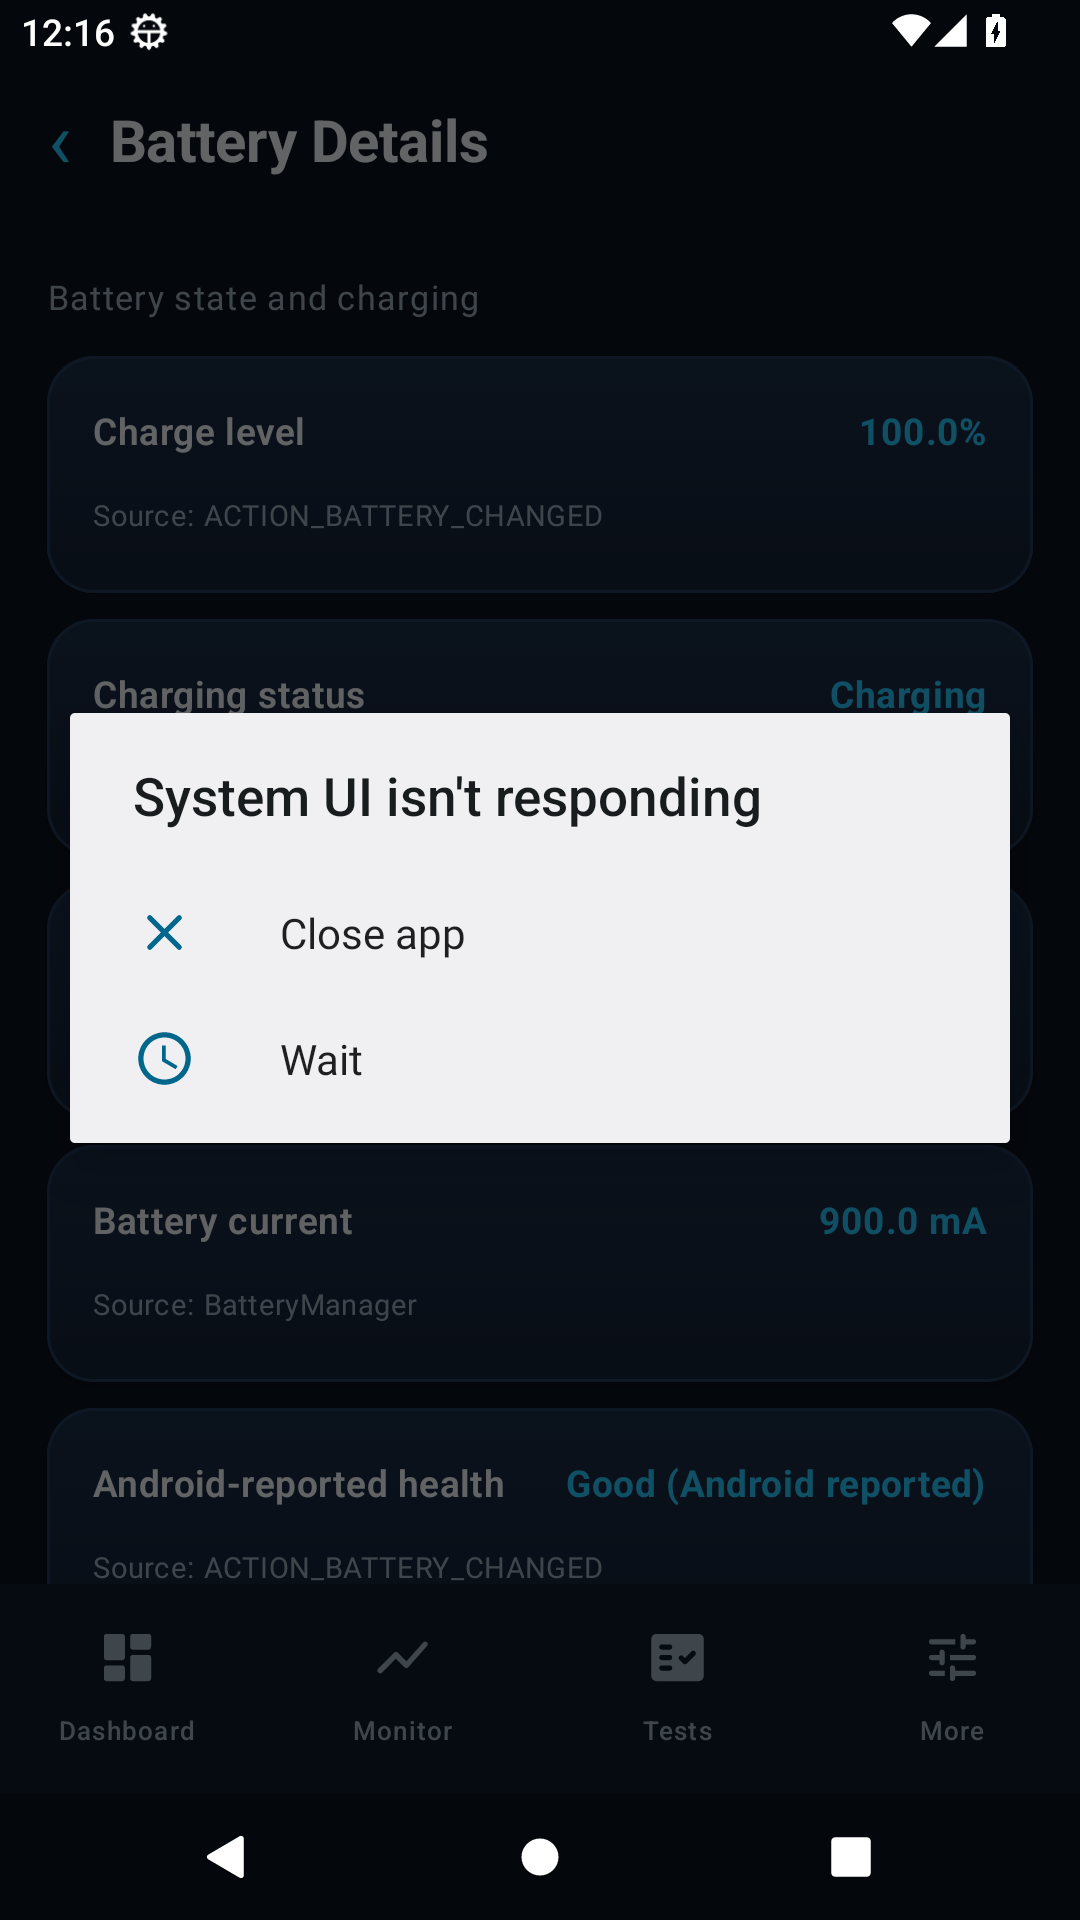 12:16
Battery Details
Battery state and charging
Charge level 100.0%
Source: ACTION_BATTERY_CHANGED
Charging status Charging
System UI isn't responding
Close app
Wait
Battery current 900.0 mA
Source: BatteryManager
Android-reported health Good (Android reported)
Source: ACTION_BATTERY_CHANGED
Dashboard Monitor Tests More